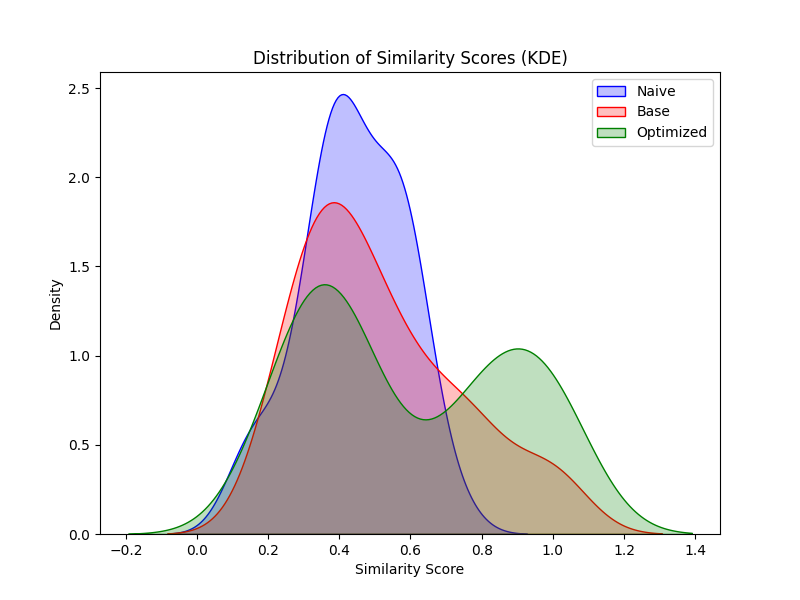 Distribution of Similarity Scores (KDE)
Naive
Base
Optimized
Density
2.5
2.0
1.5
1.0
0.5
0.0
−0.2 0.0 0.2 0.4 0.6 0.8 1.0 1.2 1.4
Similarity Score